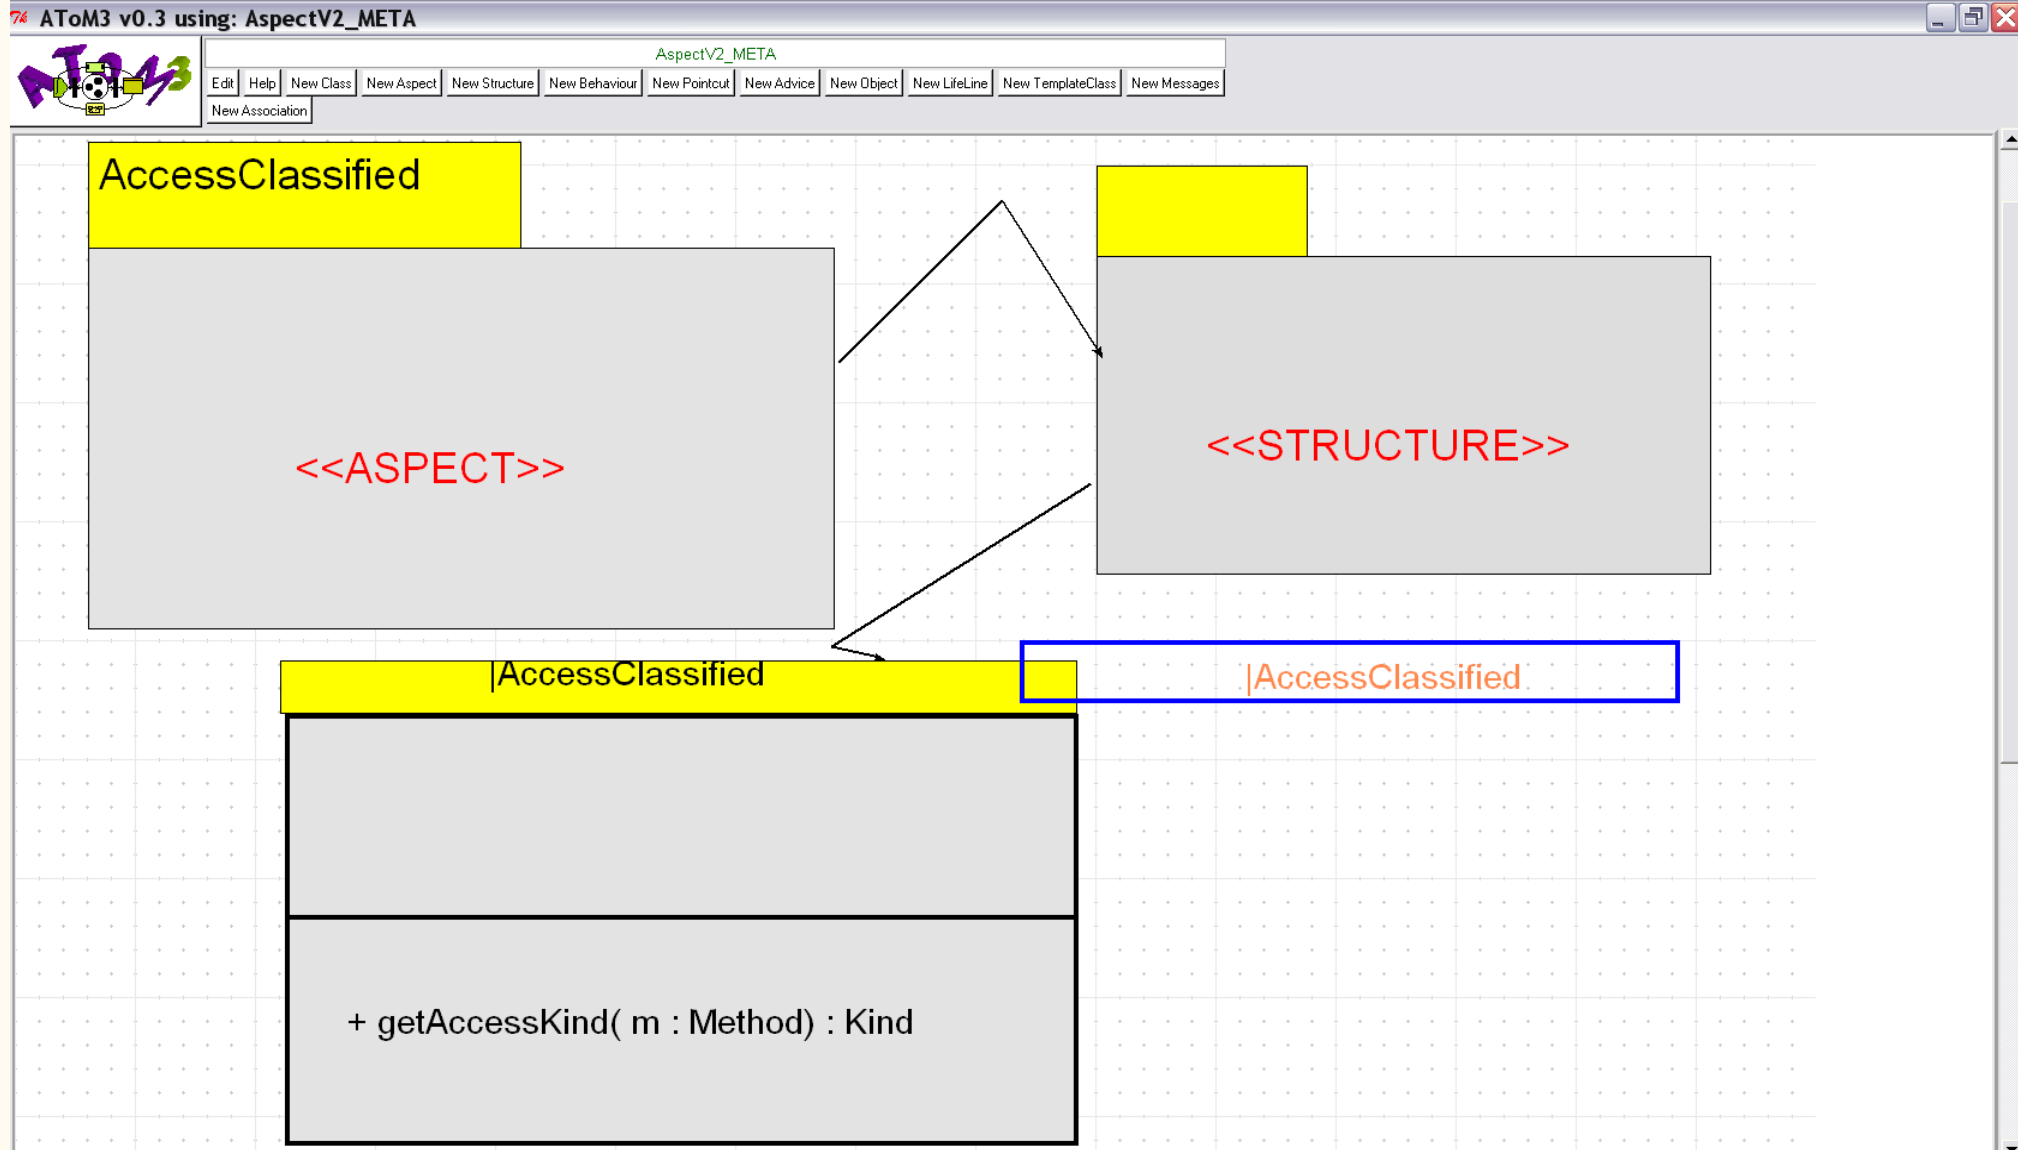 AToM3 v0.3 using: AspectV2_META
AToM3
AspectV2_META
Edit Help New Class New Aspect New Structure New Behaviour New Pointcut New Advice New Object New LifeLine New TemplateClass New Messages
New Association
AccessClassified
<<ASPECT>>
<<STRUCTURE>>
|AccessClassified
|AccessClassified
+ getAccessKind( m : Method) : Kind